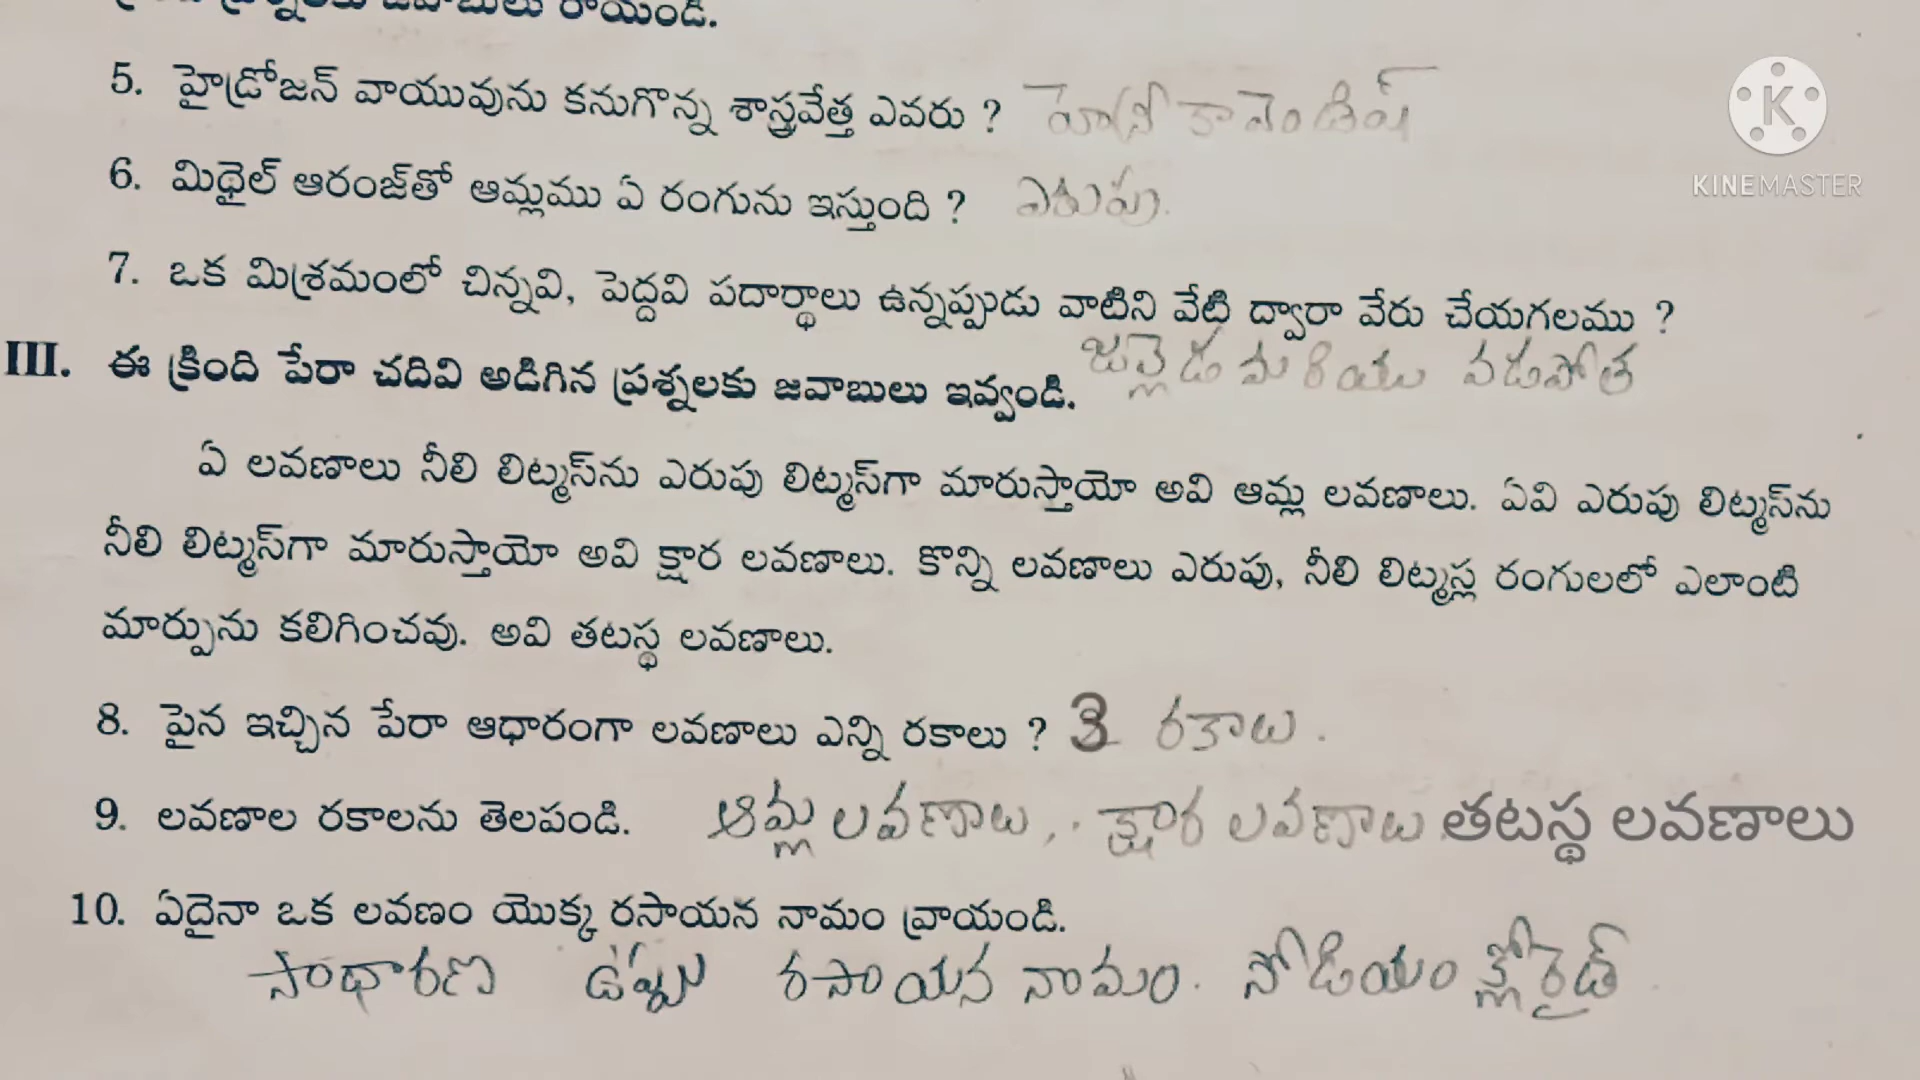 జవాబులు రాయండి.
5. హైడ్రోజన్ వాయువును కనుగొన్న శాస్త్రవేత్త ఎవరు ? హెన్రీ కావెండిష్
KINEMASTER
6. మిథైల్ ఆరంజ్‌తో ఆమ్లము ఏ రంగును ఇస్తుంది ? ఎరుపు.
7. ఒక మిశ్రమంలో చిన్నవి, పెద్దవి పదార్థాలు ఉన్నప్పుడు వాటిని వేటి ద్వారా వేరు చేయగలము ?
జల్లెడ మరియు వడపోత
III. ఈ క్రింది పేరా చదివి అడిగిన ప్రశ్నలకు జవాబులు ఇవ్వండి.
ఏ లవణాలు నీలి లిట్మస్‌ను ఎరుపు లిట్మస్‌గా మారుస్తాయో అవి ఆమ్ల లవణాలు. ఏవి ఎరుపు లిట్మస్‌ను
నీలి లిట్మస్‌గా మారుస్తాయో అవి క్షార లవణాలు. కొన్ని లవణాలు ఎరుపు, నీలి లిట్మస్ల రంగులలో ఎలాంటి
మార్పును కలిగించవు. అవి తటస్థ లవణాలు.
8. పైన ఇచ్చిన పేరా ఆధారంగా లవణాలు ఎన్ని రకాలు ? 3 రకాలు.
9. లవణాల రకాలను తెలపండి. ఆమ్ల లవణాలు, క్షార లవణాలు తటస్థ లవణాలు
10. ఏదైనా ఒక లవణం యొక్క రసాయన నామం వ్రాయండి.
సాధారణ ఉప్పు రసాయన నామం. సోడియం క్లోరైడ్